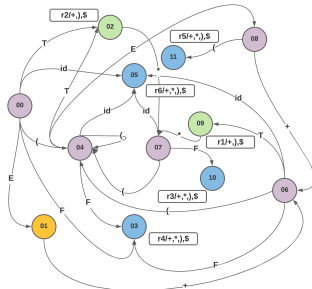 r2/+,),$
02
E
08
r5/+,*,),$
11
(
T
T
id
05
*
r6/+,*,),$
00
id
id
id
+
09
T
(
04
(
07
*
F
r1/+,),$
10
E
(
r3/+,*,),$
06
(
F
F
01
03
r4/+,*,),$
F
+